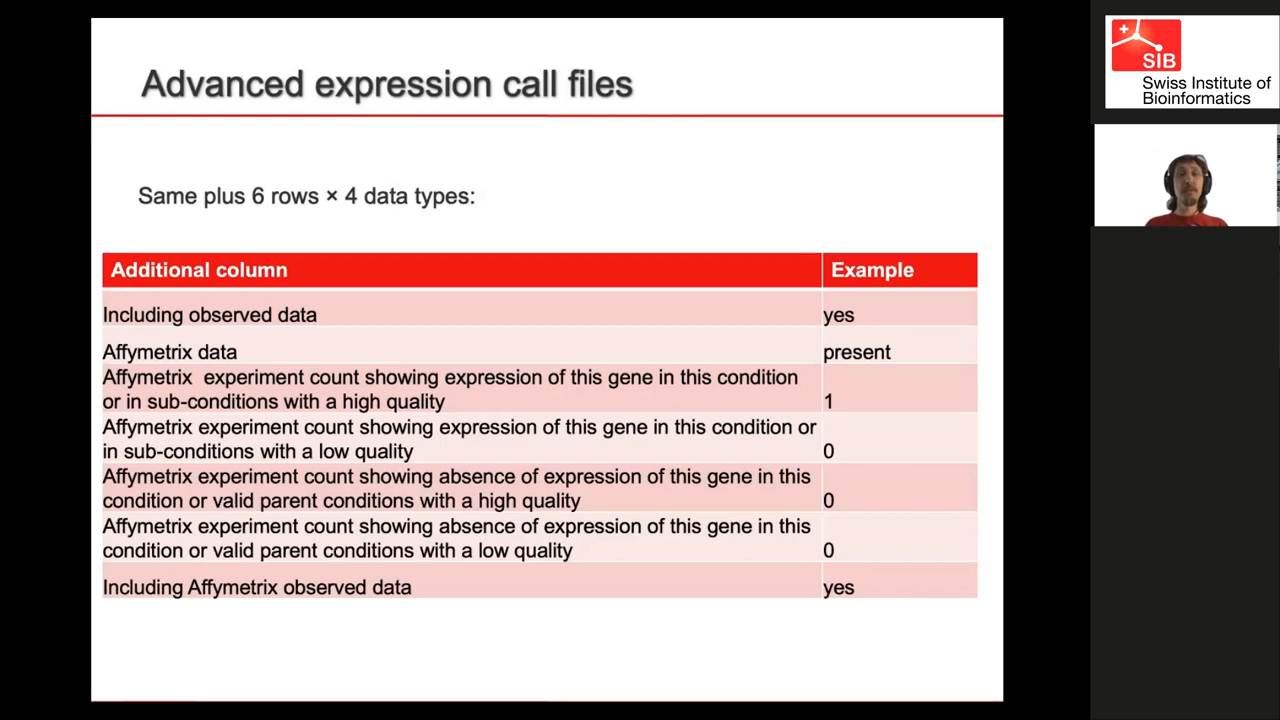 Advanced expression call files
Same plus 6 rows × 4 data types:
Additional column
Example
Including observed data
yes
Affymetrix data
present
Affymetrix experiment count showing expression of this gene in this condition
or in sub-conditions with a high quality
1
Affymetrix experiment count showing expression of this gene in this condition or
in sub-conditions with a low quality
0
Affymetrix experiment count showing absence of expression of this gene in this
condition or valid parent conditions with a high quality
0
Affymetrix experiment count showing absence of expression of this gene in this
condition or valid parent conditions with a low quality
0
Including Affymetrix observed data
yes
SIB
Swiss Institute of
Bioinformatics